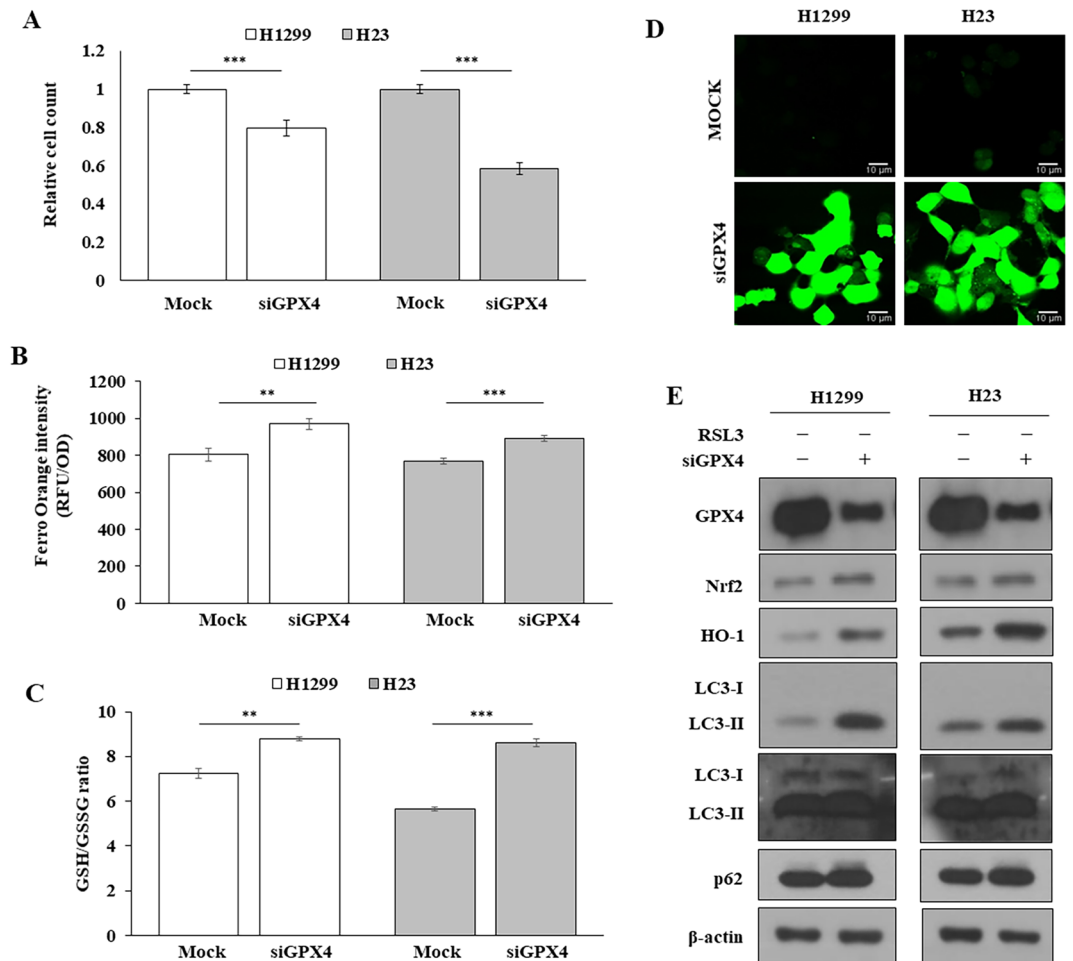 A
H1299 H23
Relative cell count
1.2
1
0.8
0.6
0.4
0.2
0
*** ***
Mock siGPX4 Mock siGPX4
B
H1299 H23
Ferro Orange intensity
(RFU/OD)
1200
1000
800
600
400
200
0
** ***
Mock siGPX4 Mock siGPX4
C
H1299 H23
GSH/GSSG ratio
10
8
6
4
2
0
** ***
Mock siGPX4 Mock siGPX4
D
H1299 H23
MOCK
10 µm 10 µm
siGPX4
10 µm 10 µm
E
H1299 H23
RSL3 − − − −
siGPX4 − + − +
GPX4
Nrf2
HO-1
LC3-I
LC3-II
LC3-I
LC3-II
p62
β-actin